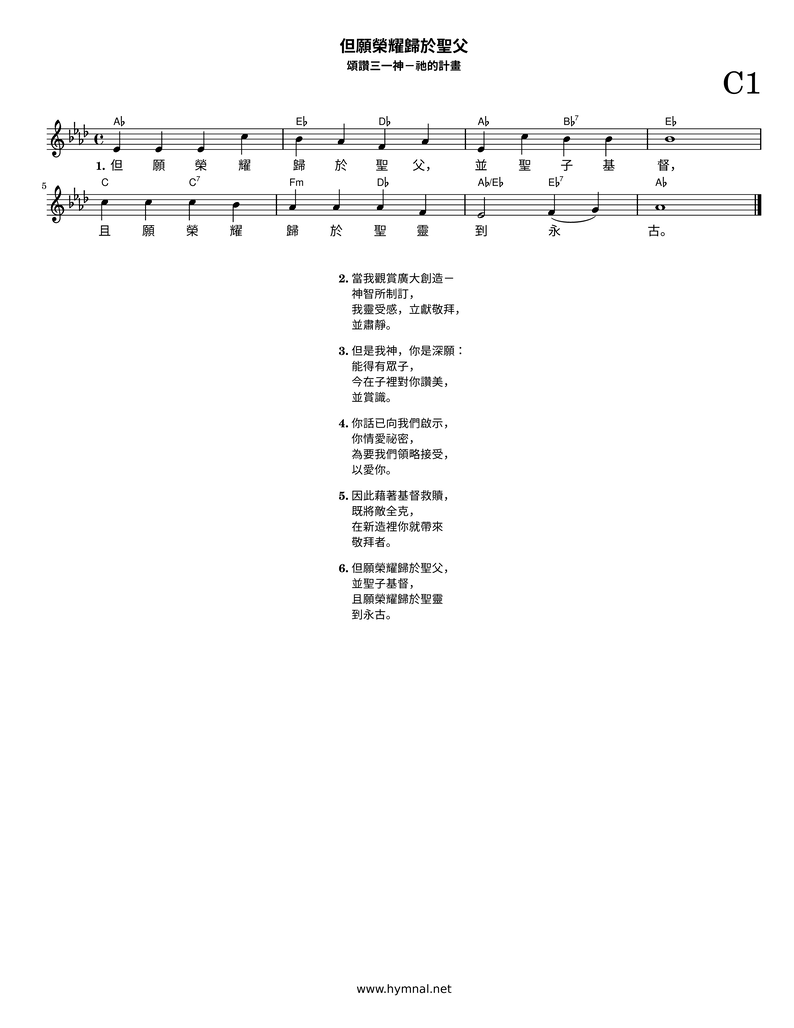 但願榮耀歸於聖父
頌讚三一神－祂的計畫
C1
A♭ E♭ D♭ A♭ B♭7 E♭
1. 但 願 榮 耀 歸 於 聖 父， 並 聖 子 基 督，
C C7 Fm D♭ A♭/E♭ E♭7 A♭
5
且 願 榮 耀 歸 於 聖 靈 到 永 古。
2. 當我觀賞廣大創造－
神智所制訂，
我靈受感，立獻敬拜，
並肅靜。
3. 但是我神，你是深願：
能得有眾子，
今在子裡對你讚美，
並賞識。
4. 你話已向我們啟示，
你情愛祕密，
為要我們領略接受，
以愛你。
5. 因此藉著基督救贖，
既將敵全克，
在新造裡你就帶來
敬拜者。
6. 但願榮耀歸於聖父，
並聖子基督，
且願榮耀歸於聖靈
到永古。
www.hymnal.net